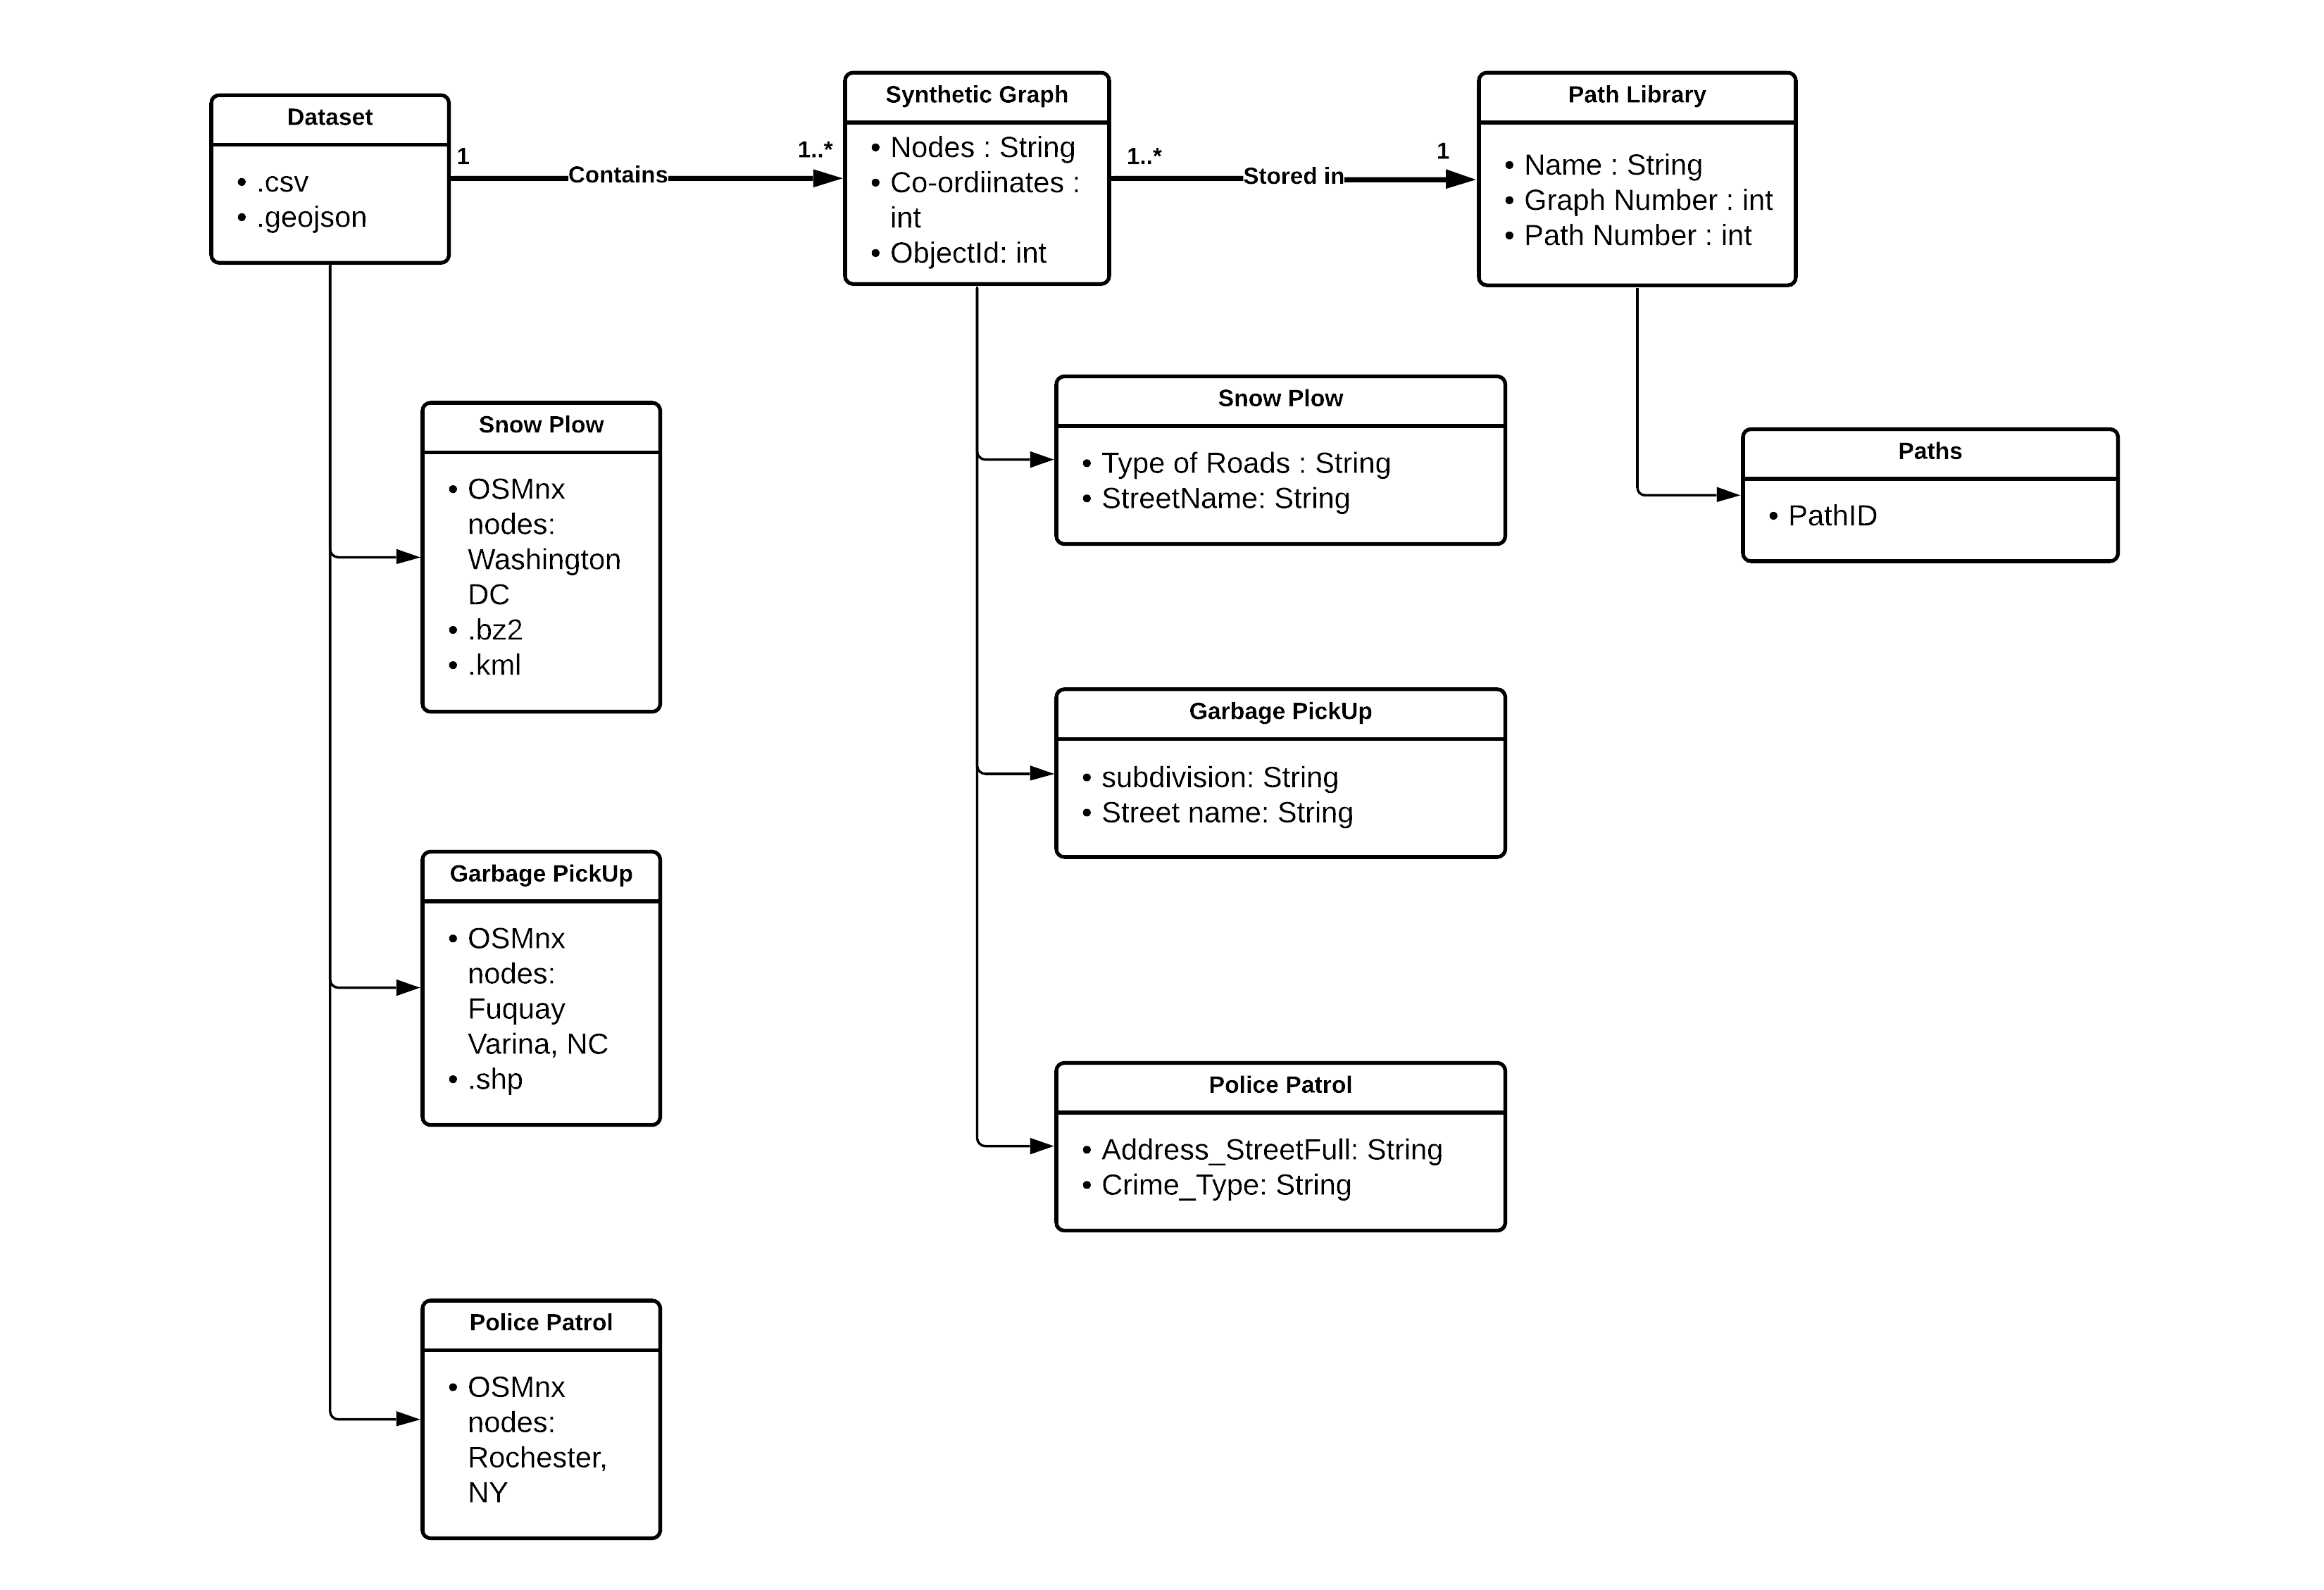 Dataset
• .csv
• .geojson
1
Contains
1..*
Synthetic Graph
• Nodes : String
• Co-ordiinates :
int
• ObjectId: int
1..*
Stored in
1
Path Library
• Name : String
• Graph Number : int
• Path Number : int
Snow Plow
• OSMnx
nodes:
Washington
DC
• .bz2
• .kml
Garbage PickUp
• OSMnx
nodes:
Fuquay
Varina, NC
• .shp
Police Patrol
• OSMnx
nodes:
Rochester,
NY
Snow Plow
• Type of Roads : String
• StreetName: String
Garbage PickUp
• subdivision: String
• Street name: String
Police Patrol
• Address_StreetFull: String
• Crime_Type: String
Paths
• PathID